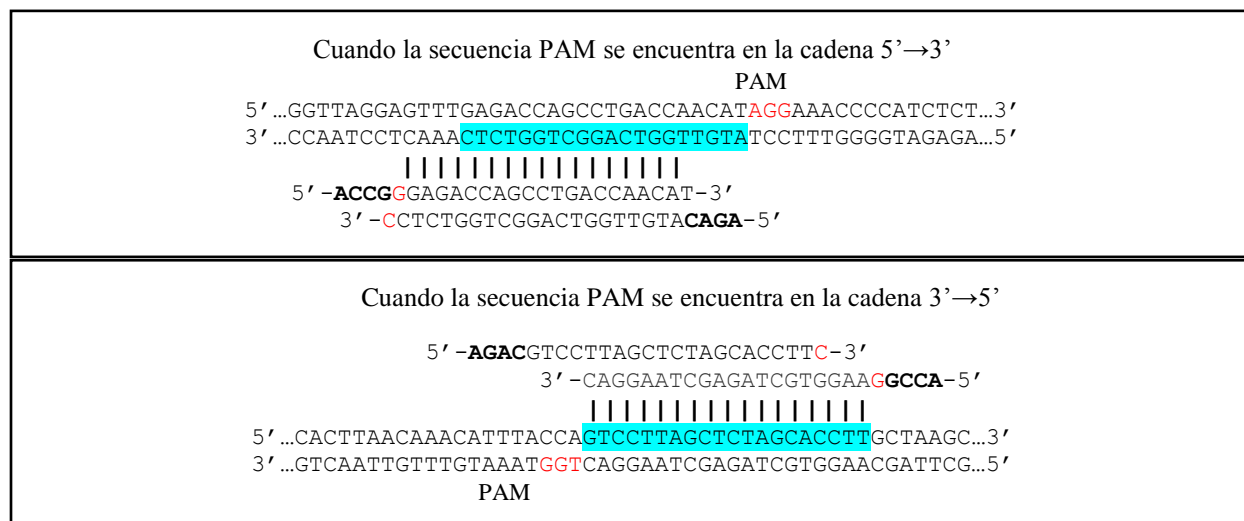 Cuando la secuencia PAM se encuentra en la cadena 5’→3’
PAM
5’…GGTTAGGAGTTTGAGACCAGCCTGACCAACATAGGAAACCCCATCTCT…3’
3’…CCAATCCTCAAACTCTGGTCGGACTGGTTGTATCCTTTGGGGTAGAGA…5’
5’-ACCGGGAGACCAGCCTGACCAACAT-3’
3’-CCTCTGGTCGGACTGGTTGTACAGA-5’
Cuando la secuencia PAM se encuentra en la cadena 3’→5’
5’-AGACGTCCTTAGCTCTAGCACCTTC-3’
3’-CAGGAATCGAGATCGTGGAAGGCCA-5’
5’…CACTTAACAAACATTTACCAGTCCTTAGCTCTAGCACCTTGCTAAGC…3’
3’…GTCAATTGTTTGTAAATGGTCAGGAATCGAGATCGTGGAACGATTCG…5’
PAM